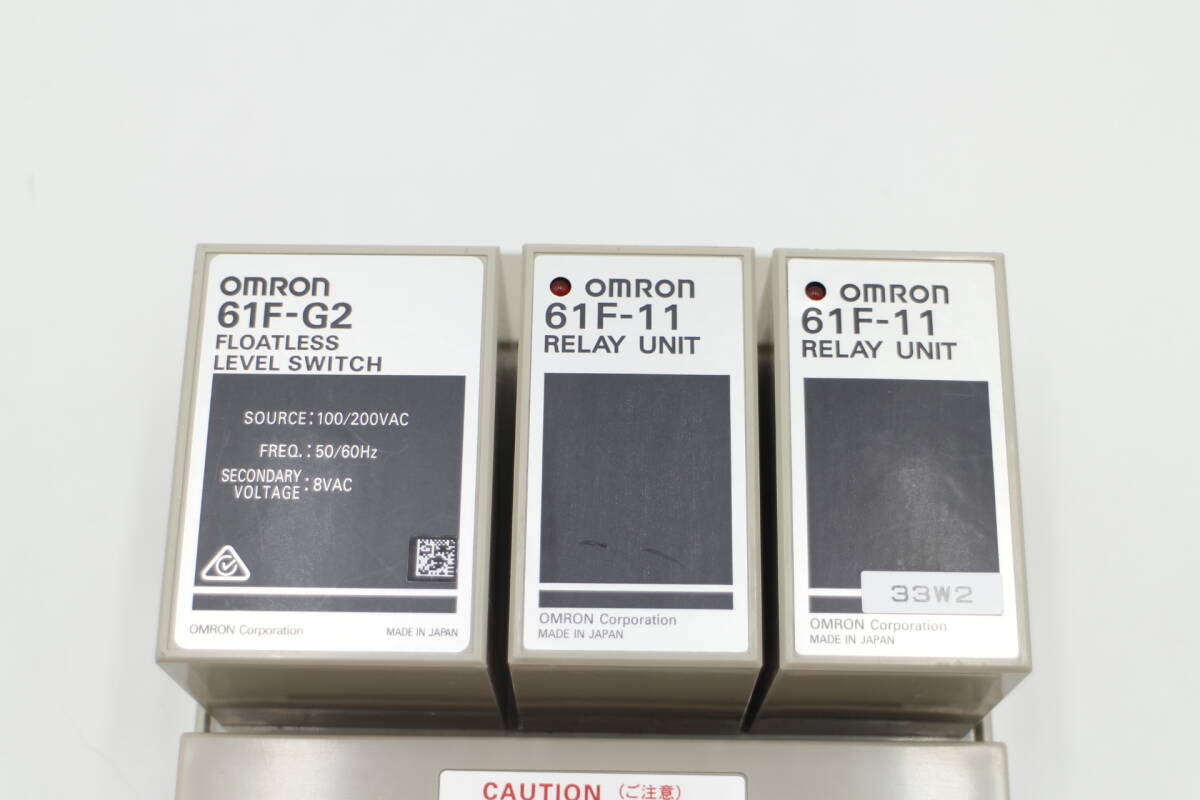 OMRON
61F-G2
FLOATLESS
LEVEL SWITCH
SOURCE: 100/200VAC
FREQ.: 50/60Hz
SECONDARY
VOLTAGE : 8VAC
OMRON Corporation
MADE IN JAPAN
OMRON
61F-11
RELAY UNIT
OMRON Corporation
MADE IN JAPAN
OMRON
61F-11
RELAY UNIT
33W2
OMRON Corporation
MADE IN JAPAN
CAUTION (ご注意)